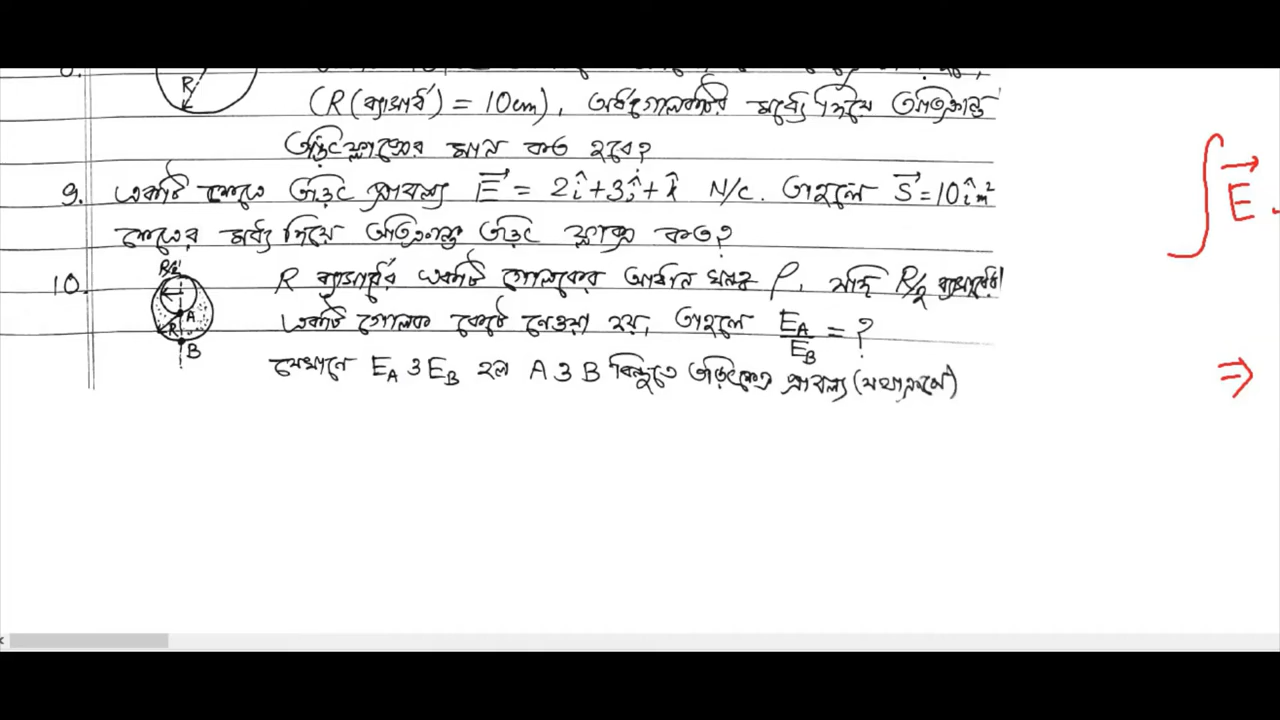 R
(R(ব্যাসার্ধ) = 10cm), অর্ধগোলকটির মধ্যে দিয়ে অতিক্রান্ত
তড়িৎফ্লাক্সের মান কত হবে?
9. একটি ক্ষেত্রে তড়িৎ প্রাবল্য E⃗ = 2î+3ĵ+k̂ N/C. তাহলে S⃗ = 10î m²
ক্ষেত্রের মধ্য দিয়ে অতিক্রান্ত তড়িৎ ফ্লাক্স কত?
10. R ব্যাসার্ধের একটি গোলকের আধান ঘনত্ব ρ. যদি R/2 ব্যাসার্ধের
একটি গোলক কেটে নেওয়া হয়, তাহলে E_A/E_B = ?
যেখানে E_A ও E_B হল A ও B বিন্দুতে তড়িৎক্ষেত্র প্রাবল্য (যথাক্রমে)
R/2
A
R
B
∫E⃗.
⇒